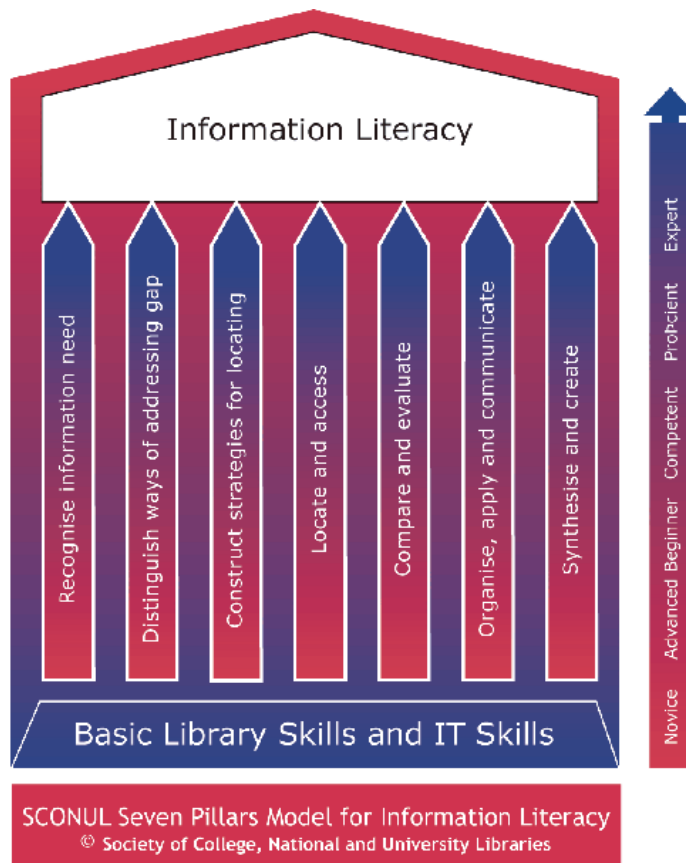 Information Literacy
Recognise information need
Distinguish ways of addressing gap
Construct strategies for locating
Locate and access
Compare and evaluate
Organise, apply and communicate
Synthesise and create
Basic Library Skills and IT Skills
Novice Advanced Beginner Competent ProÞcient Expert
SCONUL Seven Pillars Model for Information Literacy
© Society of College, National and University Libraries